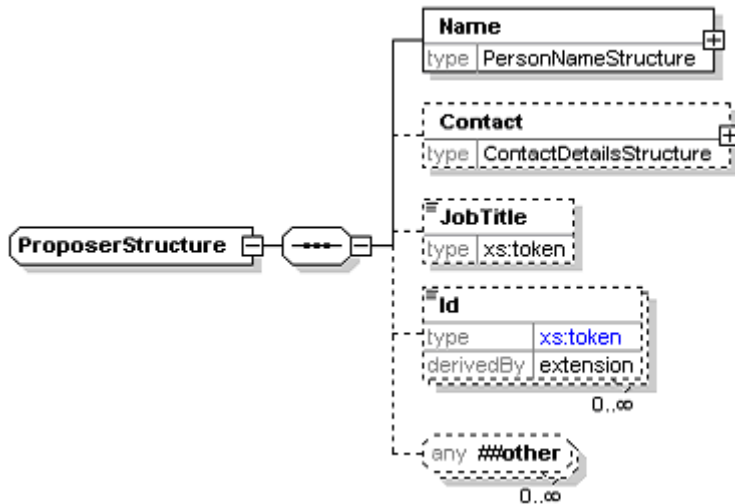 Name
type PersonNameStructure
Contact
type ContactDetailsStructure
ProposerStructure
JobTitle
type xs:token
Id
type xs:token
derivedBy extension
0..∞
any ##other
0..∞